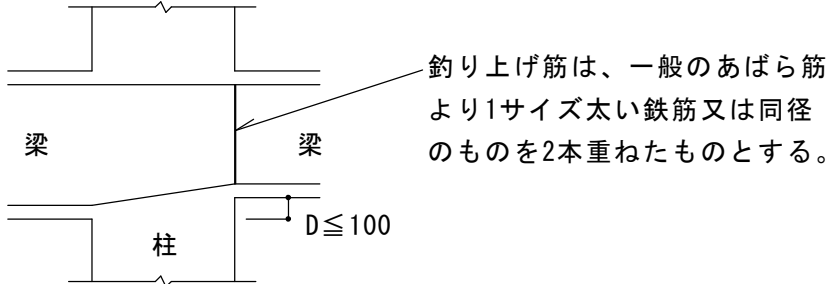 釣り上げ筋は、一般のあばら筋
より1サイズ太い鉄筋又は同径
のものを2本重ねたものとする。
梁
梁
D≦100
柱